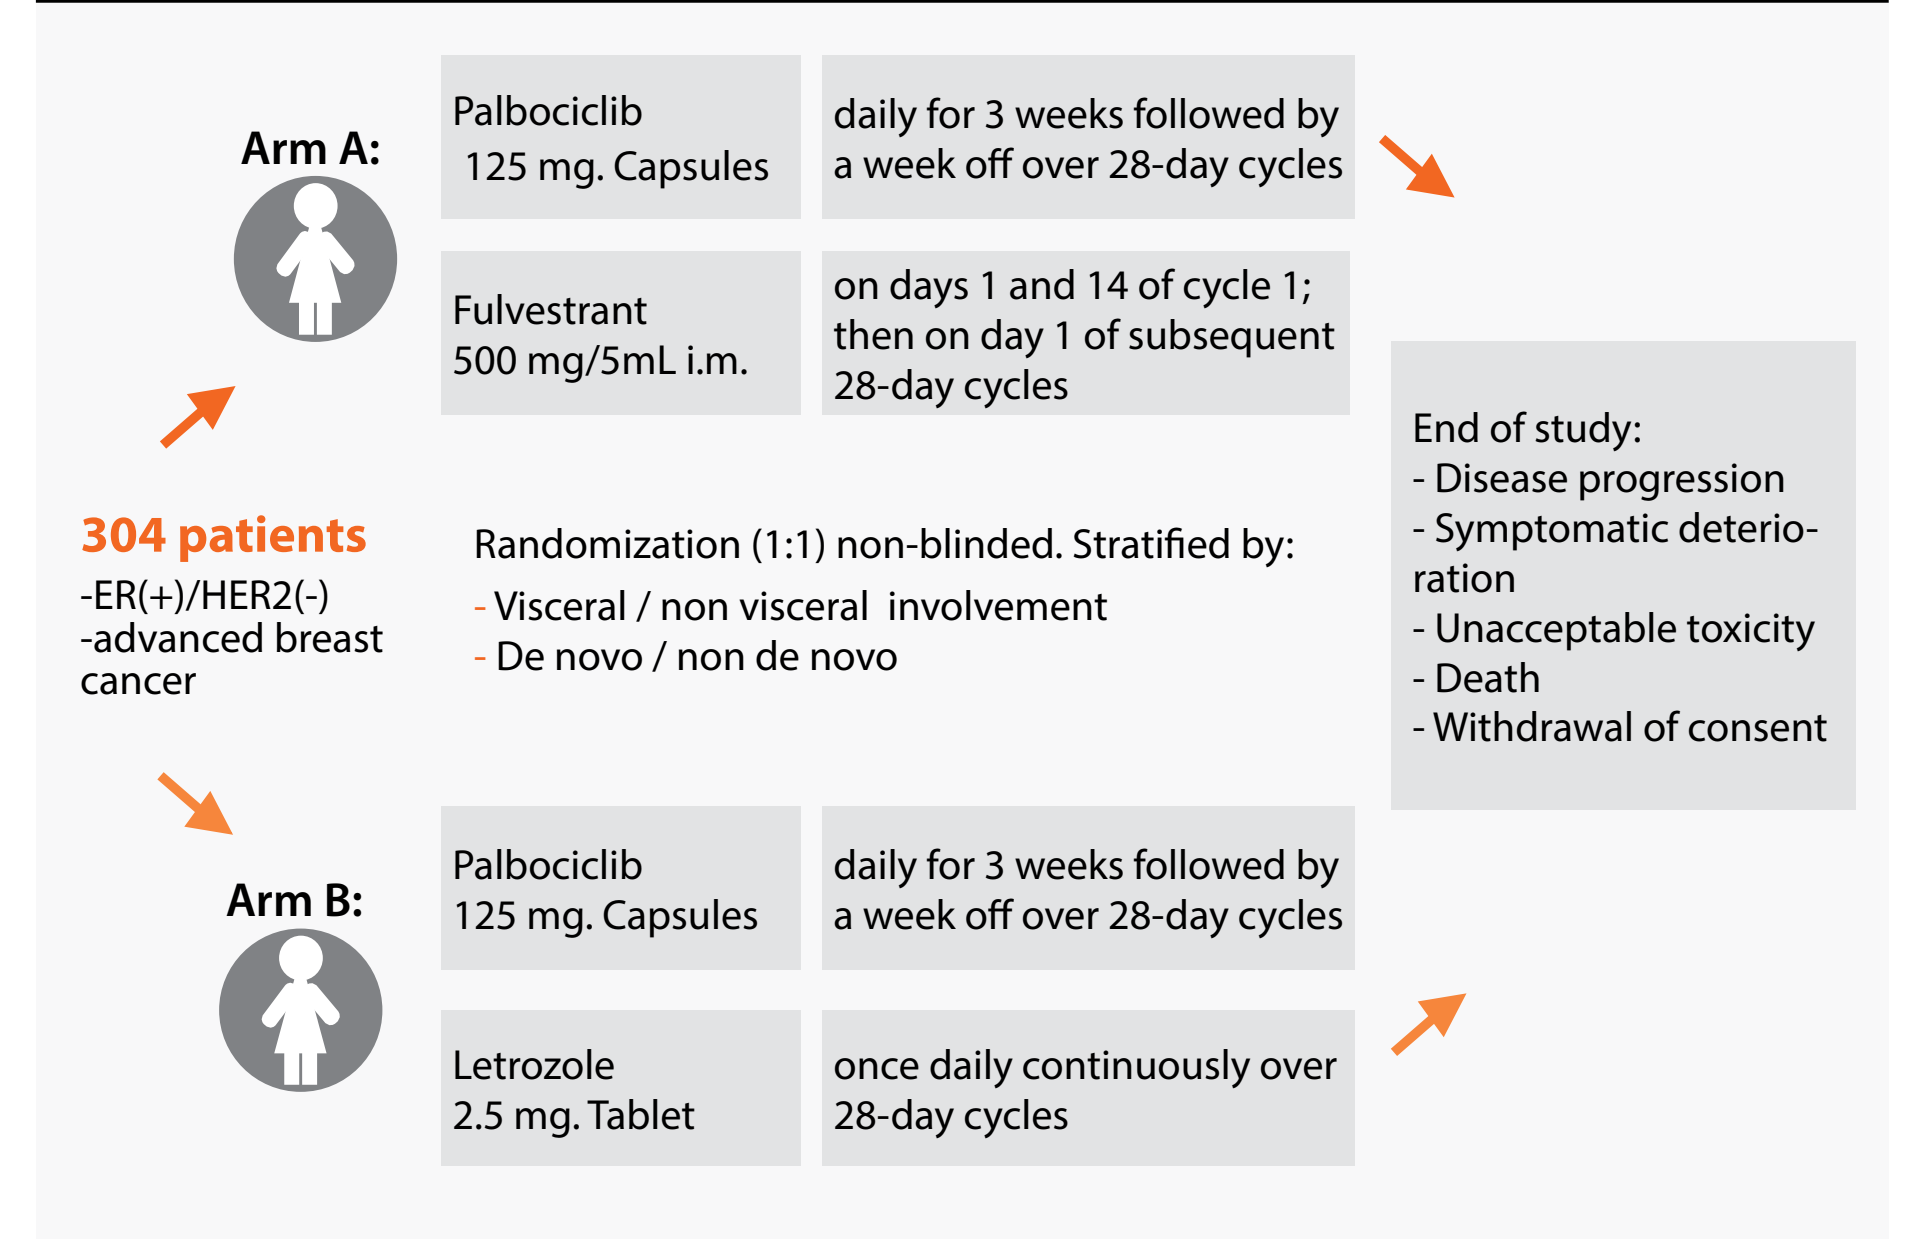 Arm A:
Palbociclib
125 mg. Capsules
daily for 3 weeks followed by
a week off over 28-day cycles
Fulvestrant
500 mg/5mL i.m.
on days 1 and 14 of cycle 1;
then on day 1 of subsequent
28-day cycles
304 patients
-ER(+)/HER2(-)
-advanced breast
cancer
Randomization (1:1) non-blinded. Stratified by:
- Visceral / non visceral involvement
- De novo / non de novo
End of study:
- Disease progression
- Symptomatic deterio-
ration
- Unacceptable toxicity
- Death
- Withdrawal of consent
Arm B:
Palbociclib
125 mg. Capsules
daily for 3 weeks followed by
a week off over 28-day cycles
Letrozole
2.5 mg. Tablet
once daily continuously over
28-day cycles